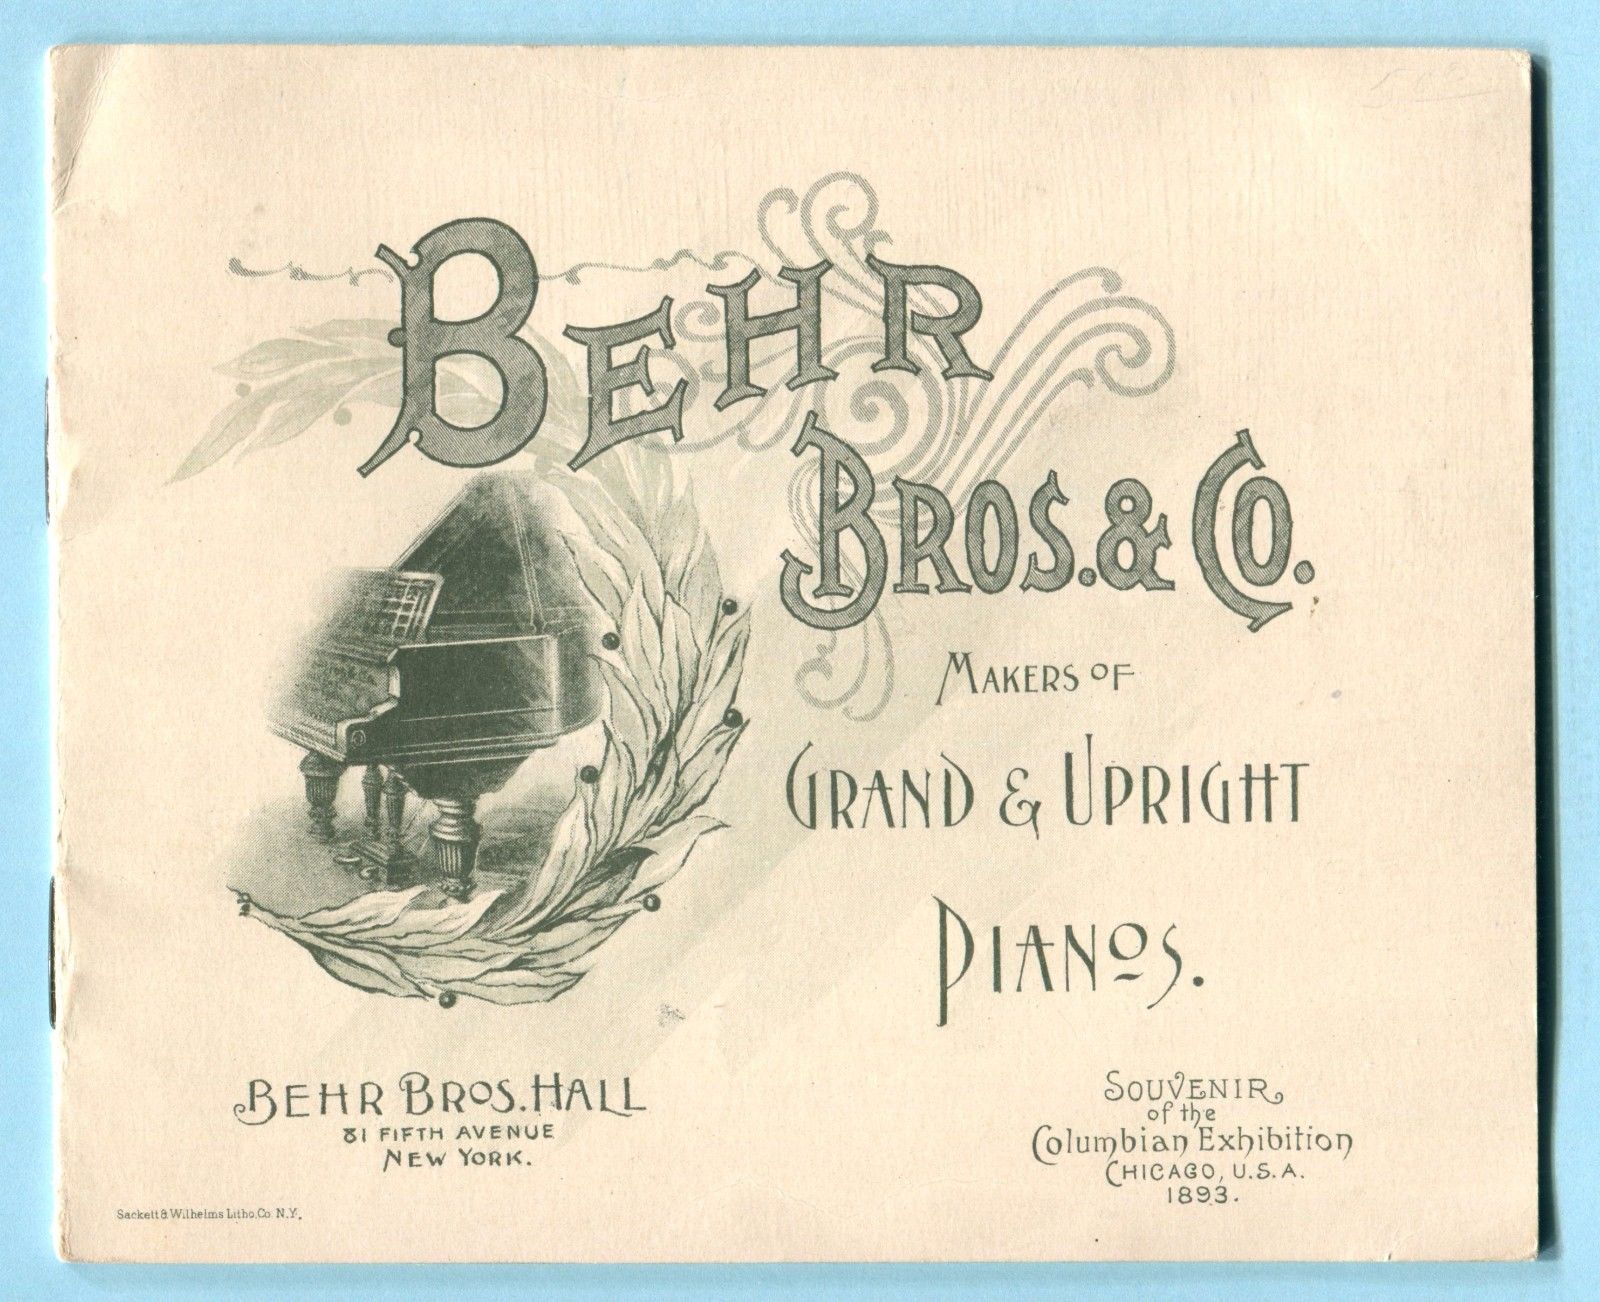 BEHR
BROS. & CO.
MAKERS OF
GRAND & UPRIGHT
PIANOS.
BEHR BROS. HALL
81 FIFTH AVENUE
NEW YORK.
SOUVENIR
of the
Columbian Exhibition
CHICAGO, U.S.A.
1893.
Sackett & Wilhelms Litho. Co. N.Y.